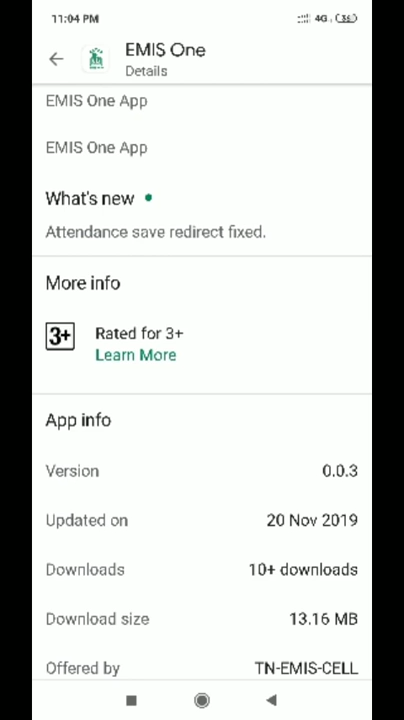 11:04 PM 4G 36
EMIS One
Details
EMIS One App
EMIS One App
What's new
Attendance save redirect fixed.
More info
3+ Rated for 3+
Learn More
App info
Version 0.0.3
Updated on 20 Nov 2019
Downloads 10+ downloads
Download size 13.16 MB
Offered by TN-EMIS-CELL